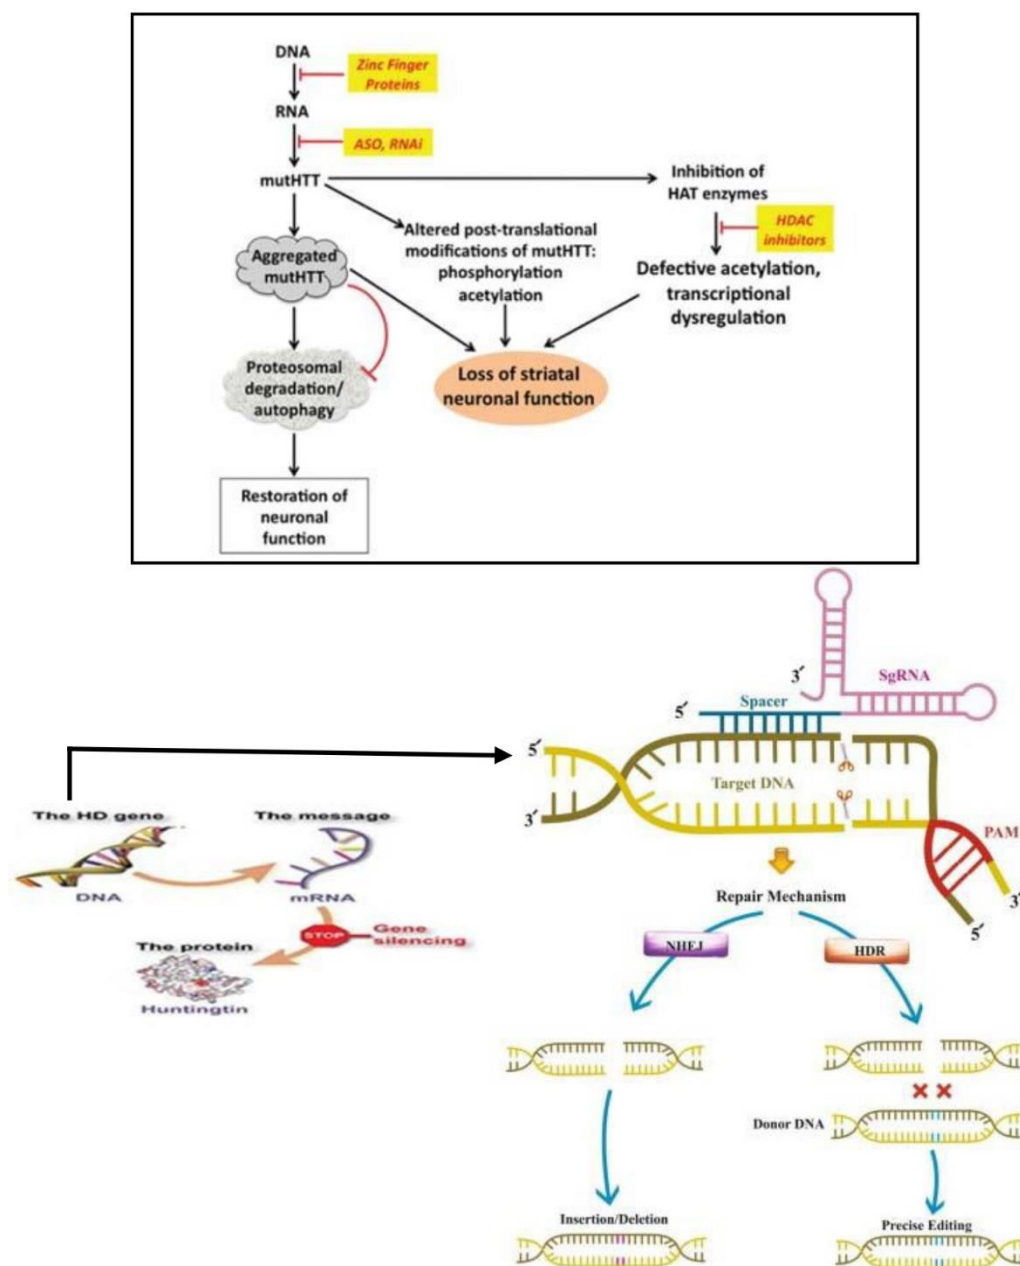 DNA
Zinc Finger
Proteins
RNA
ASO, RNAi
mutHTT
Inhibition of
HAT enzymes
HDAC
inhibitors
Altered post-translational
modifications of mutHTT:
phosphorylation
acetylation
Aggregated
mutHTT
Defective acetylation,
transcriptional
dysregulation
Proteosomal
degradation/
autophagy
Loss of striatal
neuronal function
Restoration of
neuronal
function
3′
SgRNA
Spacer
5′
5′
Target DNA
3′
PAM
3′
5′
The HD gene
The message
DNA
mRNA
STOP
Gene
silencing
The protein
Huntingtin
Repair Mechanism
NHEJ
HDR
Donor DNA
Insertion/Deletion
Precise Editing